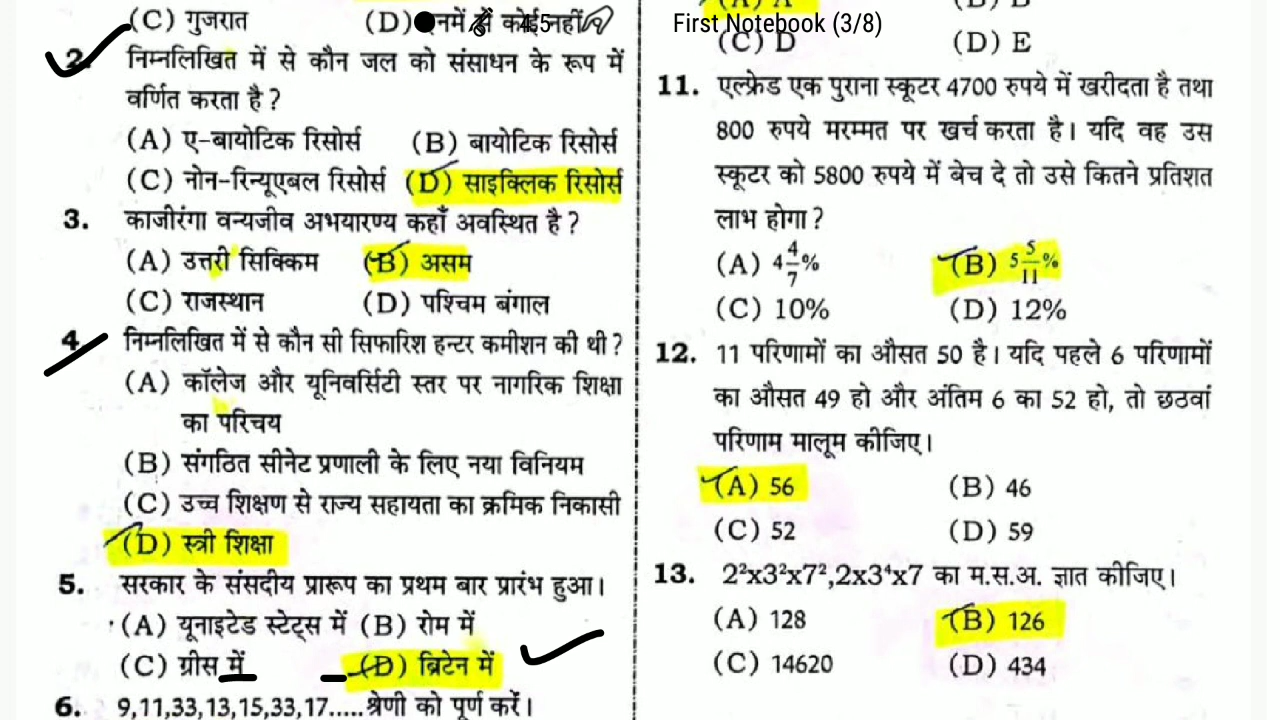 (C) गुजरात (D) नमें से कोई नहीं
2. निम्नलिखित में से कौन जल को संसाधन के रूप में
वर्णित करता है ?
(A) ए-बायोटिक रिसोर्स (B) बायोटिक रिसोर्स
(C) नोन-रिन्यूएबल रिसोर्स (D) साइक्लिक रिसोर्स
3. काजीरंगा वन्यजीव अभयारण्य कहाँ अवस्थित है ?
(A) उत्तरी सिक्किम (B) असम
(C) राजस्थान (D) पश्चिम बंगाल
4. निम्नलिखित में से कौन सी सिफारिश हन्टर कमीशन की थी ?
(A) कॉलेज और यूनिवर्सिटी स्तर पर नागरिक शिक्षा
का परिचय
(B) संगठित सीनेट प्रणाली के लिए नया विनियम
(C) उच्च शिक्षण से राज्य सहायता का क्रमिक निकासी
(D) स्त्री शिक्षा
5. सरकार के संसदीय प्रारूप का प्रथम बार प्रारंभ हुआ।
(A) यूनाइटेड स्टेट्स में (B) रोम में
(C) ग्रीस में (D) ब्रिटेन में
6. 9,11,33,13,15,33,17.....श्रेणी को पूर्ण करें।
First Notebook (3/8)
(A) A (B) B
(C) D (D) E
11. एल्फ्रेड एक पुराना स्कूटर 4700 रुपये में खरीदता है तथा
800 रुपये मरम्मत पर खर्च करता है। यदि वह उस
स्कूटर को 5800 रुपये में बेच दे तो उसे कितने प्रतिशत
लाभ होगा ?
(A) 4 4/7% (B) 5 5/11%
(C) 10% (D) 12%
12. 11 परिणामों का औसत 50 है। यदि पहले 6 परिणामों
का औसत 49 हो और अंतिम 6 का 52 हो, तो छठवां
परिणाम मालूम कीजिए।
(A) 56 (B) 46
(C) 52 (D) 59
13. 2²x3²x7²,2x3⁴x7 का म.स.अ. ज्ञात कीजिए।
(A) 128 (B) 126
(C) 14620 (D) 434